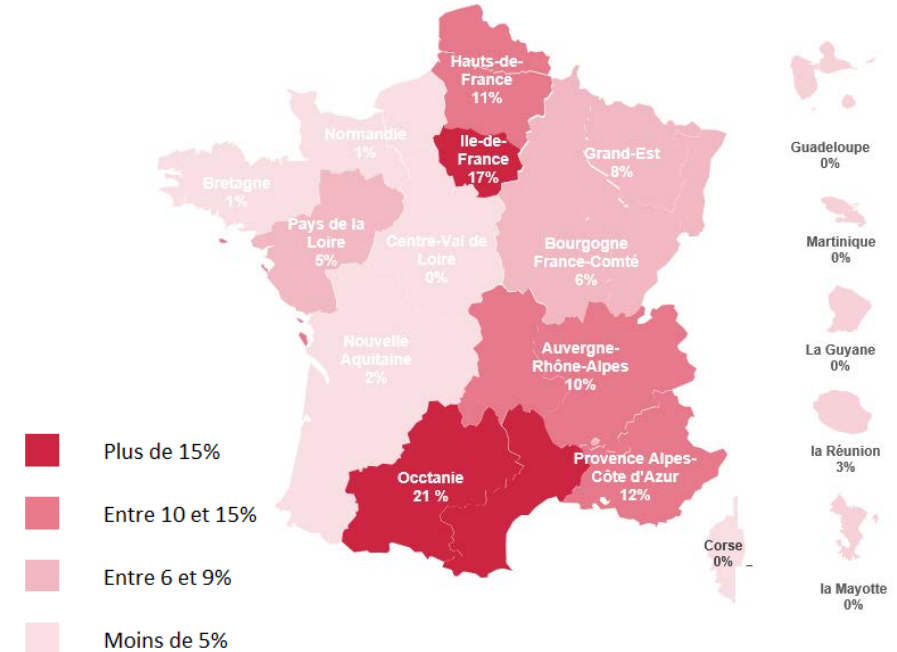 Hauts-de-
France
11%
Ile-de-
France
17%
Normandie
1%
Grand-Est
8%
Bretagne
1%
Pays de la
Loire
5%
Centre-Val de
Loire
0%
Bourgogne
France-Comté
6%
Nouvelle
Aquitaine
2%
Auvergne-
Rhône-Alpes
10%
Occtanie
21 %
Provence Alpes-
Côte d'Azur
12%
Corse
0%
Guadeloupe
0%
Martinique
0%
La Guyane
0%
la Réunion
3%
la Mayotte
0%
Plus de 15%
Entre 10 et 15%
Entre 6 et 9%
Moins de 5%